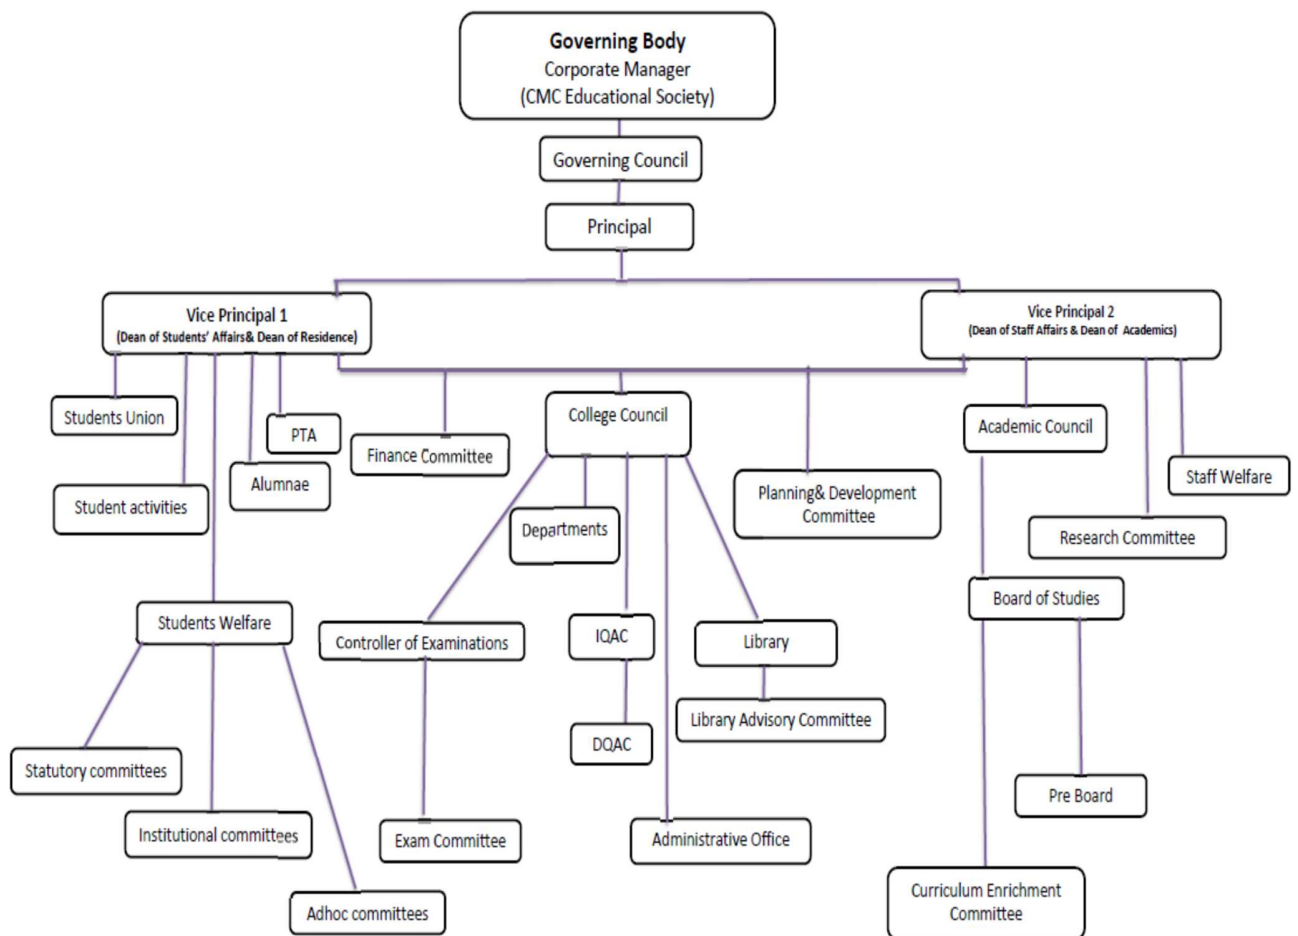 Governing Body
Corporate Manager
(CMC Educational Society)
Governing Council
Principal
Vice Principal 1
(Dean of Students' Affairs& Dean of Residence)
Vice Principal 2
(Dean of Staff Affairs & Dean of Academics)
Students Union
PTA
Alumnae
Student activities
Finance Committee
College Council
Academic Council
Staff Welfare
Planning& Development
Committee
Departments
Research Committee
Students Welfare
Controller of Examinations
IQAC
Library
Board of Studies
Library Advisory Committee
DQAC
Statutory committees
Institutional committees
Adhoc committees
Exam Committee
Administrative Office
Pre Board
Curriculum Enrichment
Committee